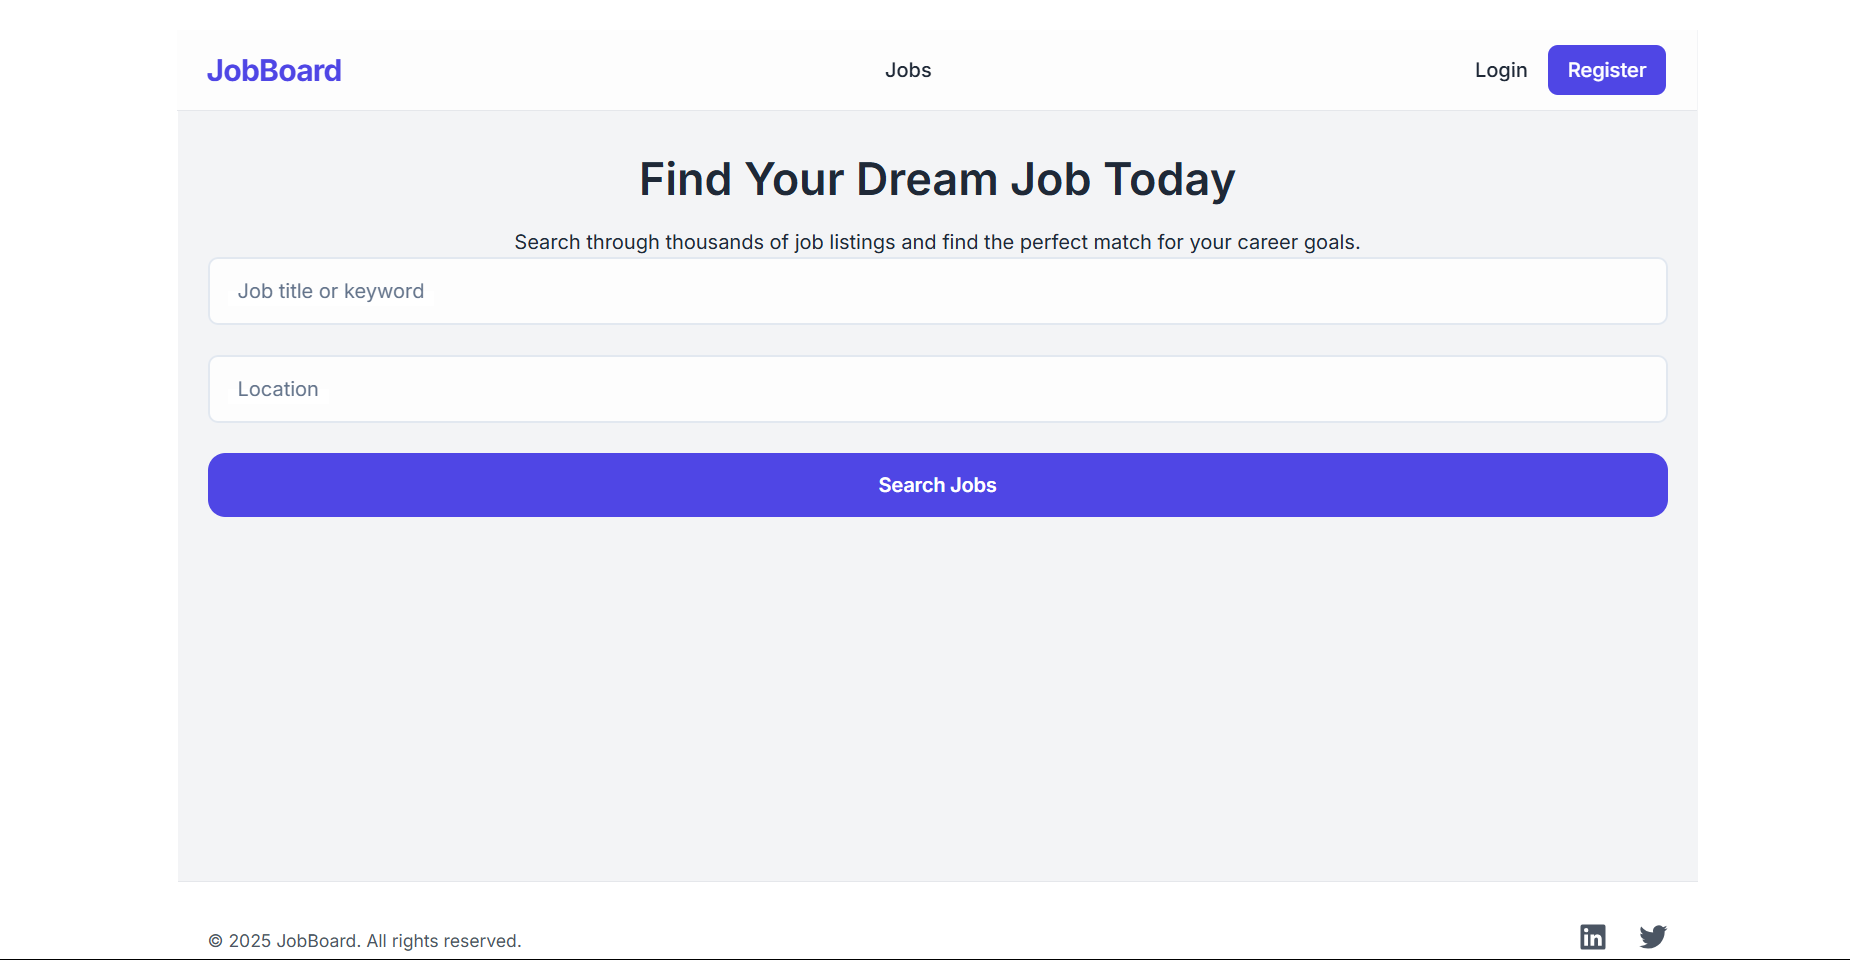 JobBoard
Jobs
Login
Register
Find Your Dream Job Today
Search through thousands of job listings and find the perfect match for your career goals.
Job title or keyword
Location
Search Jobs
© 2025 JobBoard. All rights reserved.
in